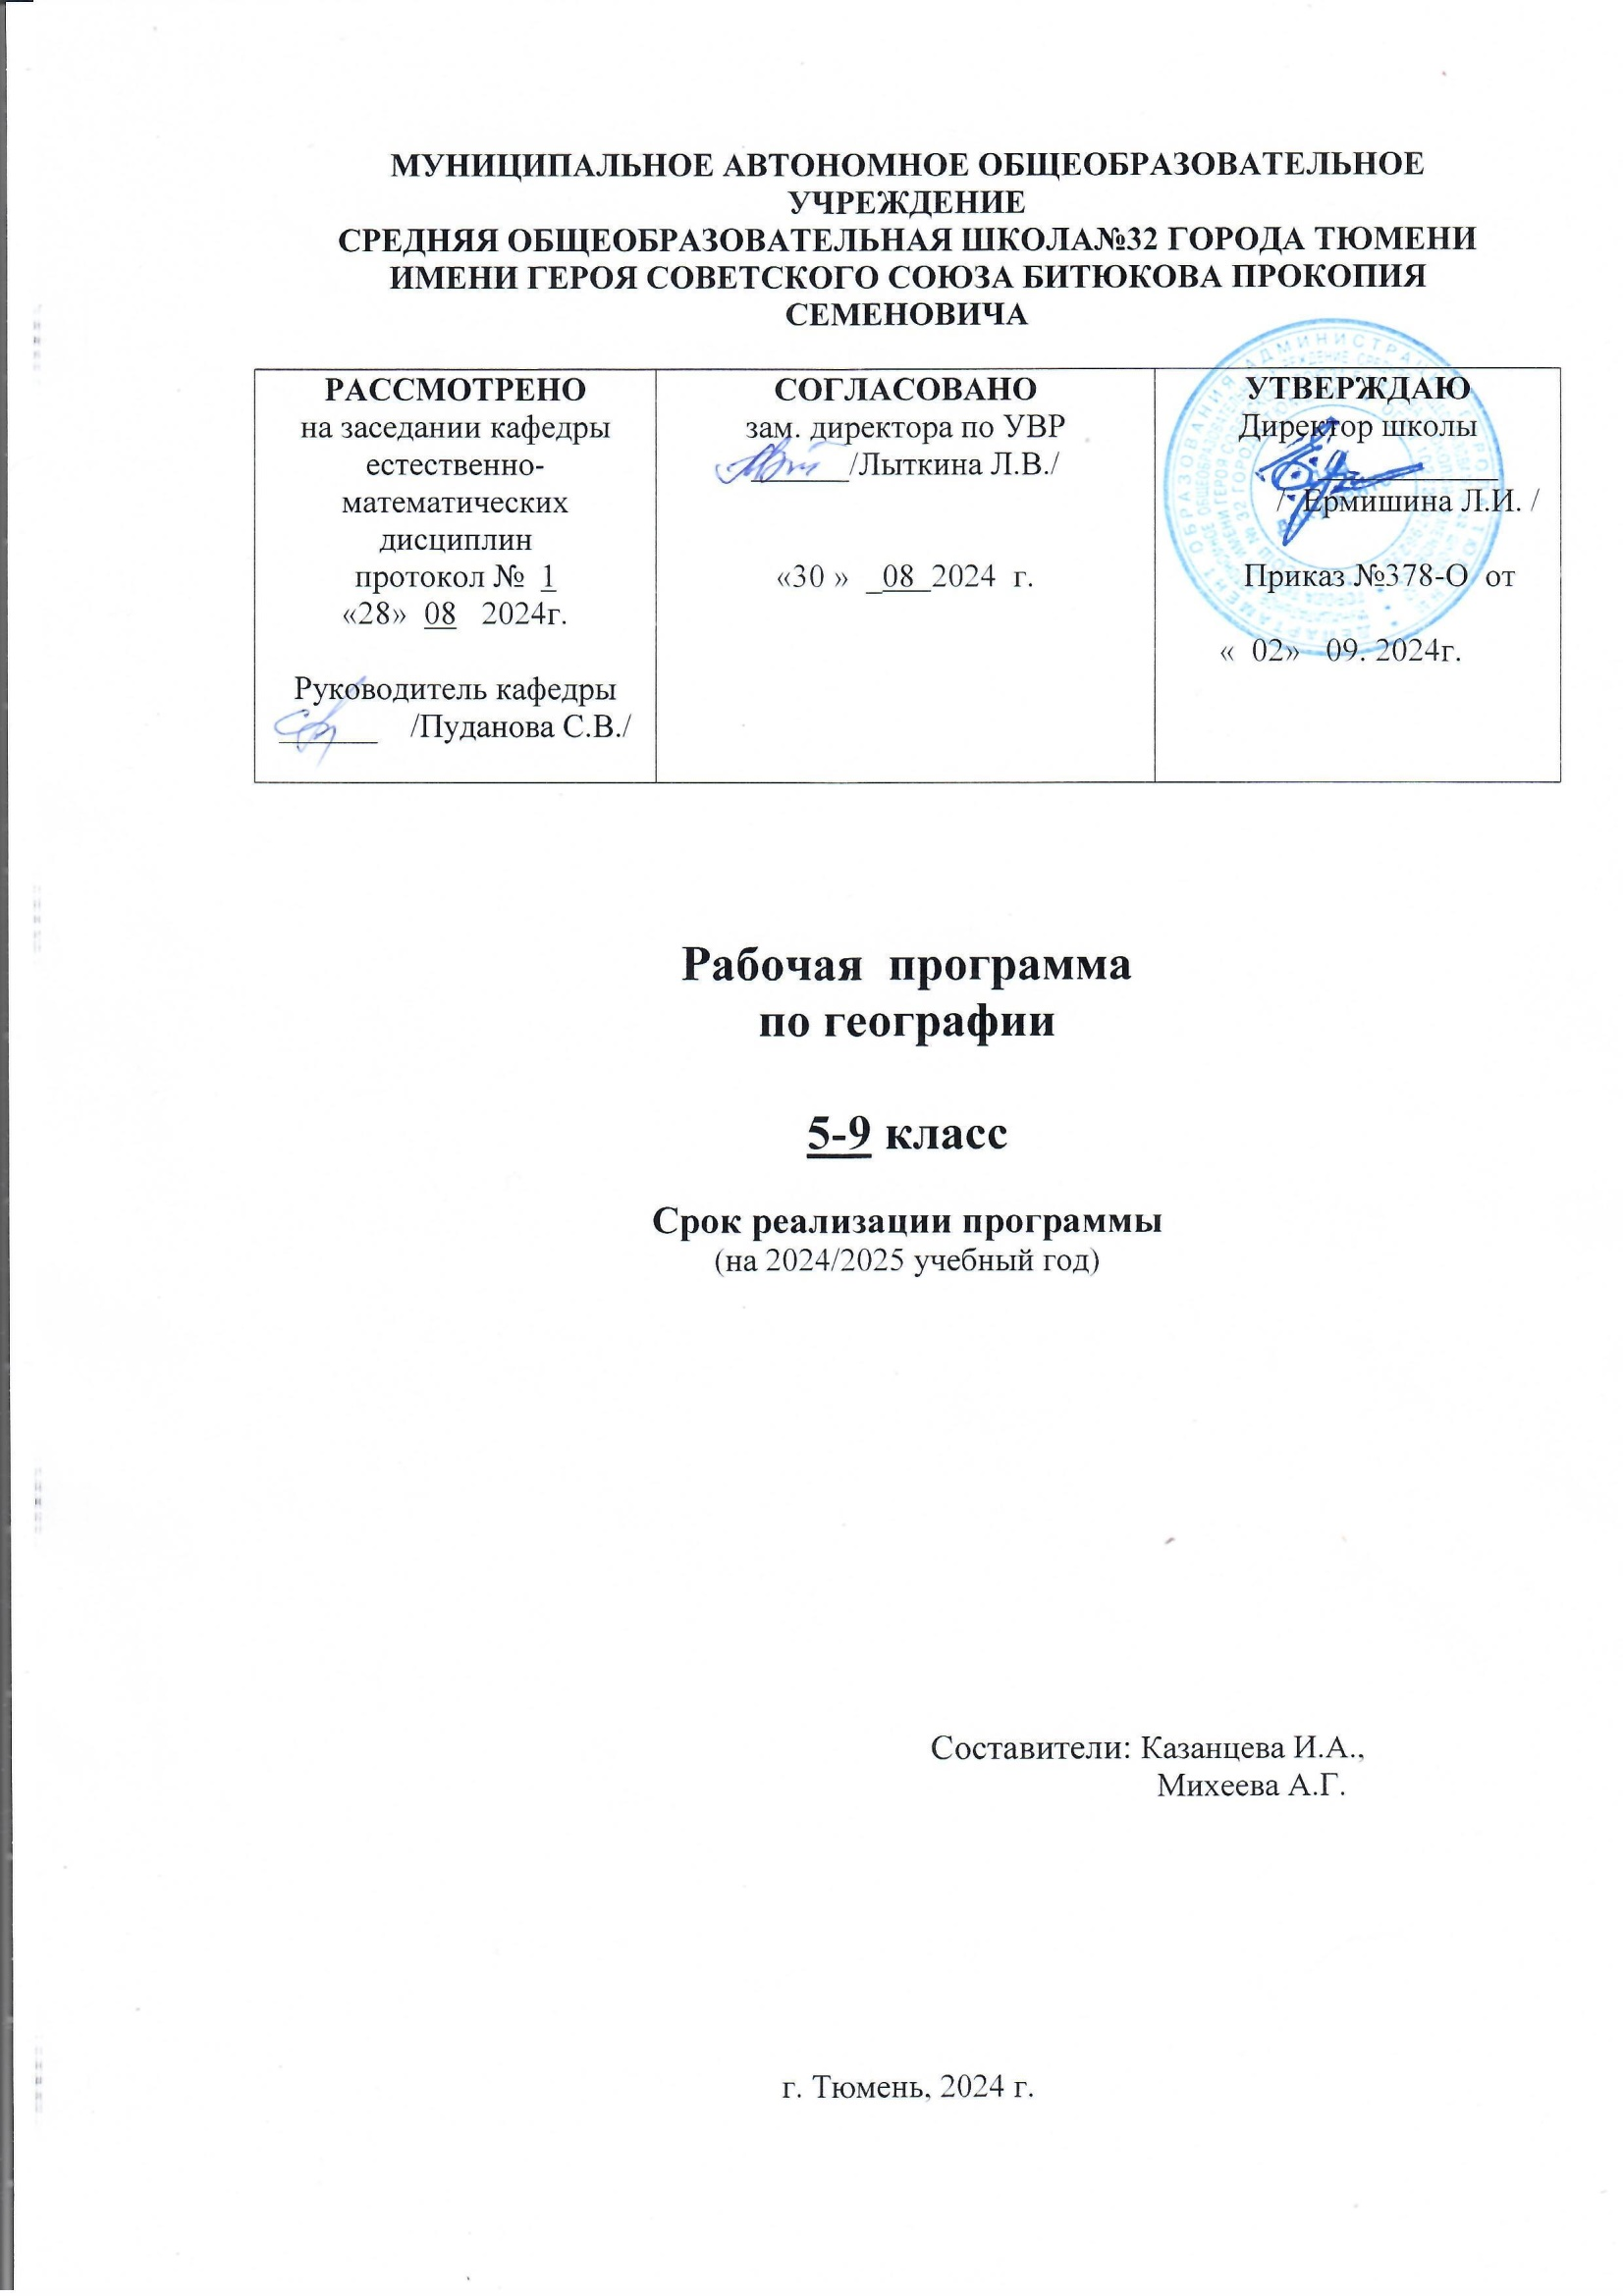 МУНИЦИПАЛЬНОЕ АВТОНОМНОЕ ОБЩЕОБРАЗОВАТЕЛЬНОЕ
УЧРЕЖДЕНИЕ
СРЕДНЯЯ ОБЩЕОБРАЗОВАТЕЛЬНАЯ ШКОЛА№32 ГОРОДА ТЮМЕНИ
ИМЕНИ ГЕРОЯ СОВЕТСКОГО СОЮЗА БИТЮКОВА ПРОКОПИЯ
СЕМЕНОВИЧА
РАССМОТРЕНО
на заседании кафедры
естественно-
математических
дисциплин
протокол № 1
«28» 08 2024г.
Руководитель кафедры
/Пуданова С.В./
СОГЛАСОВАНО
зам. директора по УВР
/Лыткина Л.В./
«30 » 08 2024 г.
УТВЕРЖДАЮ
Директор школы
/ Ермишина Л.И. /
Приказ №378-О от
« 02» 09. 2024г.
Рабочая программа
по географии
5-9 класс
Срок реализации программы
(на 2024/2025 учебный год)
Составители: Казанцева И.А.,
Михеева А.Г.
г. Тюмень, 2024 г.